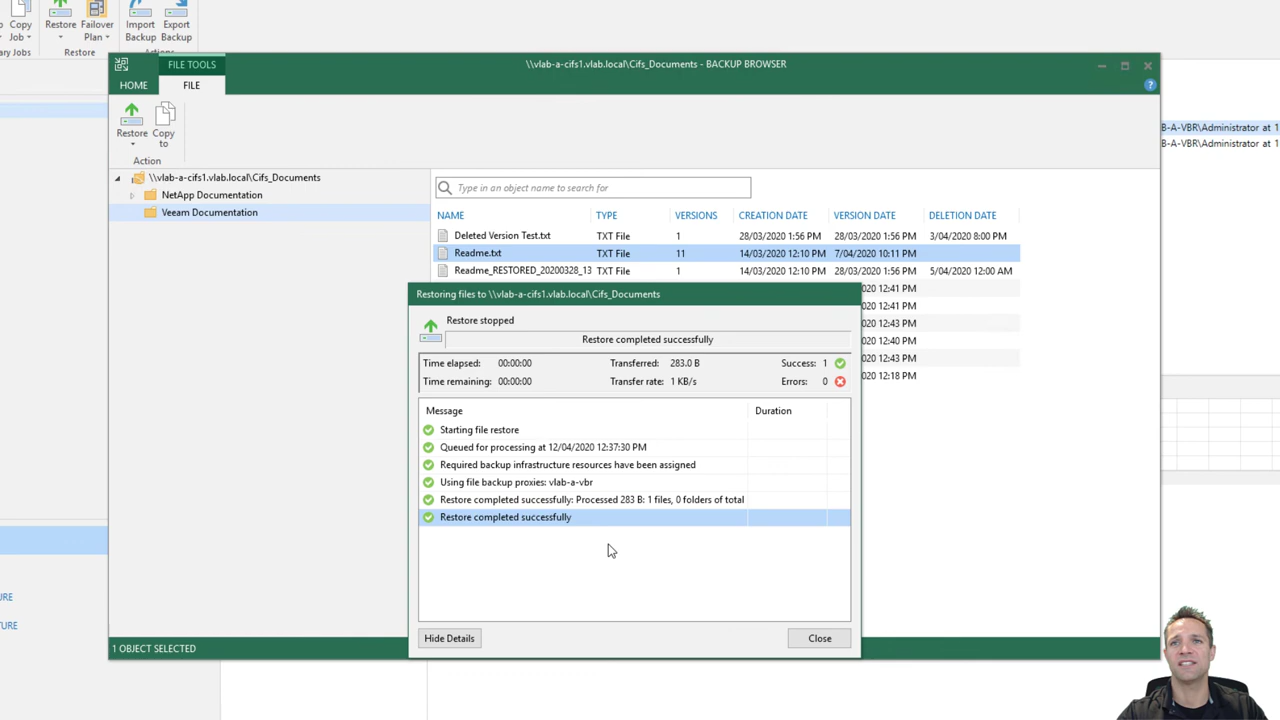 Copy
Job
Restore
Failover
Plan
Import
Backup
Export
Backup
ary Jobs
Restore
Actions
FILE TOOLS
\\vlab-a-cifs1.vlab.local\Cifs_Documents - BACKUP BROWSER
HOME
FILE
Restore
Copy
to
Action
B-A-VBR\Administrator at 1
B-A-VBR\Administrator at 1
\\vlab-a-cifs1.vlab.local\Cifs_Documents
NetApp Documentation
Veeam Documentation
Type in an object name to search for
NAME TYPE VERSIONS CREATION DATE VERSION DATE DELETION DATE
Deleted Version Test.txt TXT File 1 28/03/2020 1:56 PM 28/03/2020 1:56 PM 3/04/2020 8:00 PM
Readme.txt TXT File 11 14/03/2020 12:10 PM 7/04/2020 10:11 PM
Readme_RESTORED_20200328_13 TXT File 1 14/03/2020 12:10 PM 28/03/2020 1:56 PM 5/04/2020 12:00 AM
2020 12:41 PM
2020 12:41 PM
2020 12:43 PM
2020 12:40 PM
2020 12:43 PM
2020 12:18 PM
Restoring files to \\vlab-a-cifs1.vlab.local\Cifs_Documents
Restore stopped
Restore completed successfully
Time elapsed: 00:00:00 Transferred: 283.0 B Success: 1
Time remaining: 00:00:00 Transfer rate: 1 KB/s Errors: 0
Message Duration
Starting file restore
Queued for processing at 12/04/2020 12:37:30 PM
Required backup infrastructure resources have been assigned
Using file backup proxies: vlab-a-vbr
Restore completed successfully: Processed 283 B: 1 files, 0 folders of total
Restore completed successfully
Hide Details
Close
URE
TURE
1 OBJECT SELECTED